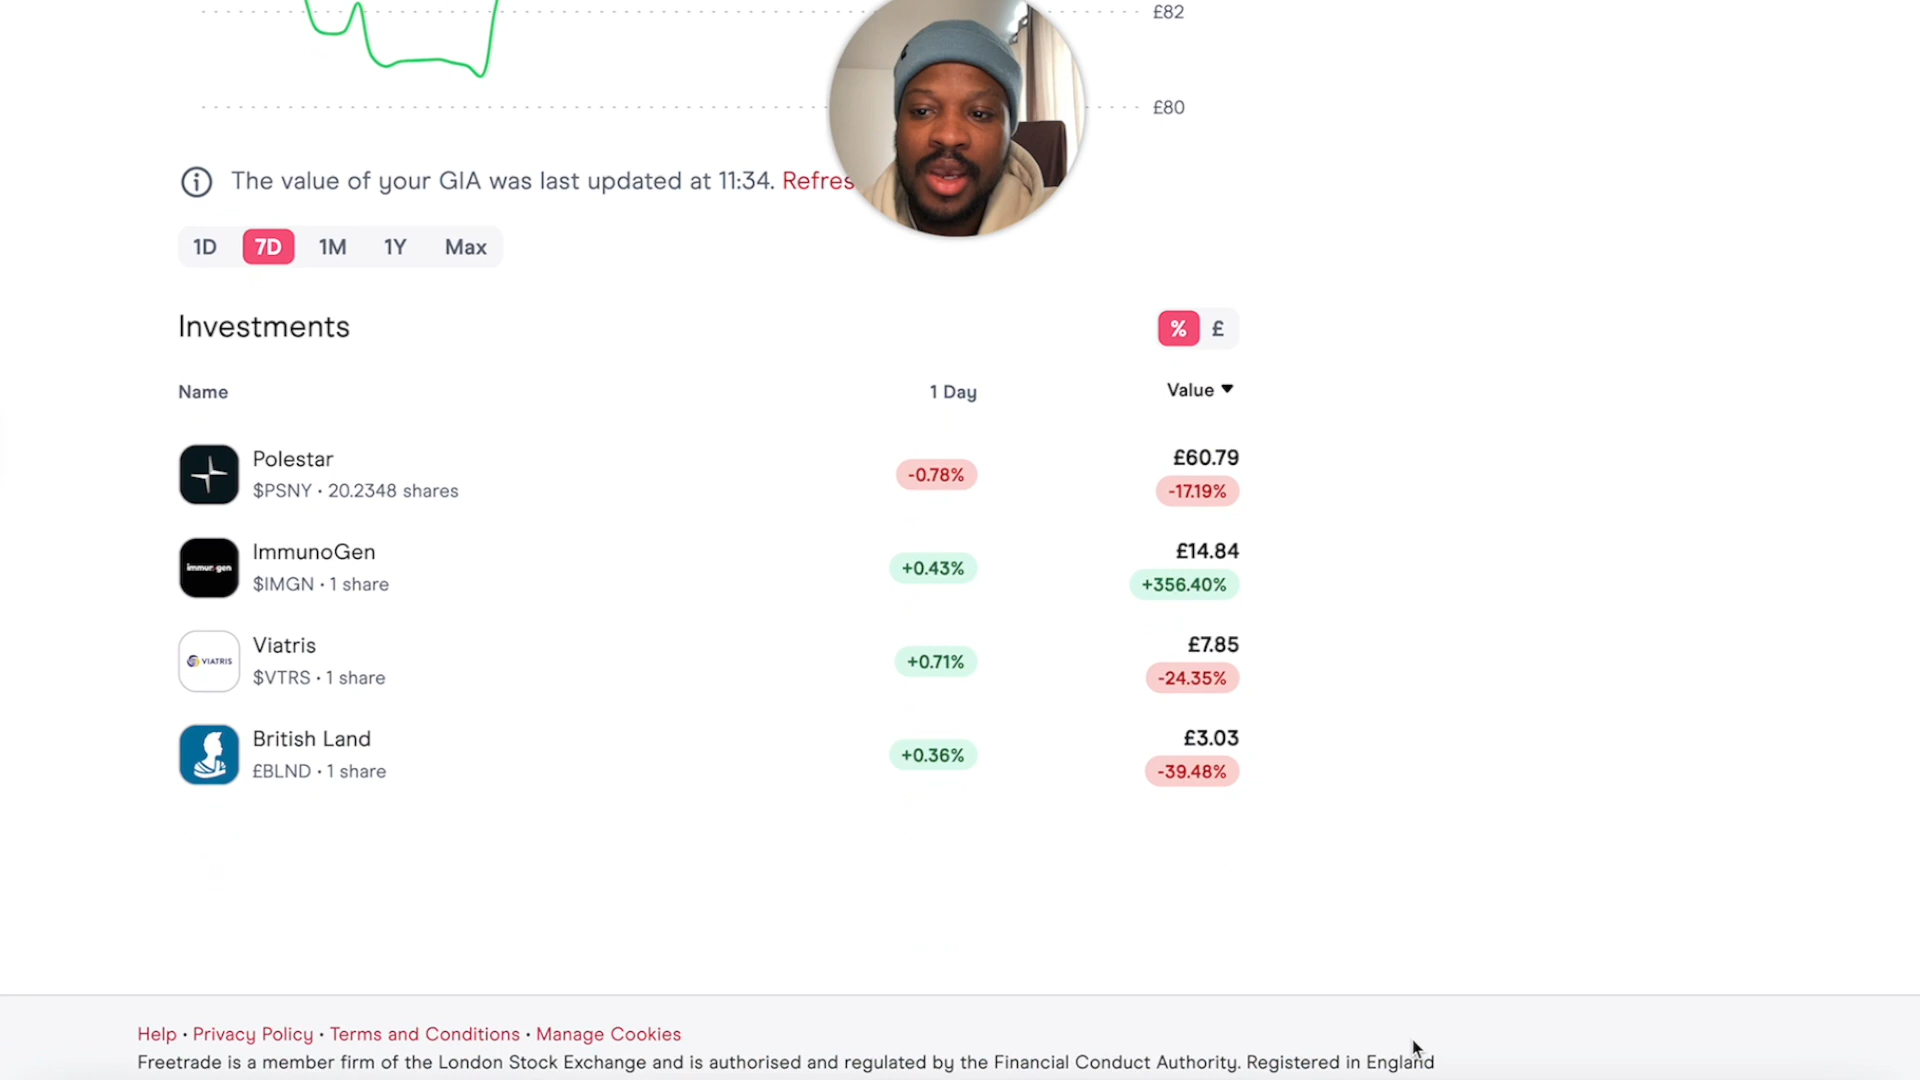 £82
£80
The value of your GIA was last updated at 11:34. Refres
1D 7D 1M 1Y Max
Investments
% £
Name 1 Day Value
Polestar
$PSNY • 20.2348 shares
-0.78%
£60.79
-17.19%
immunogen
ImmunoGen
$IMGN • 1 share
+0.43%
£14.84
+356.40%
VIATRIS
Viatris
$VTRS • 1 share
+0.71%
£7.85
-24.35%
British Land
£BLND • 1 share
+0.36%
£3.03
-39.48%
Help • Privacy Policy • Terms and Conditions • Manage Cookies
Freetrade is a member firm of the London Stock Exchange and is authorised and regulated by the Financial Conduct Authority. Registered in England